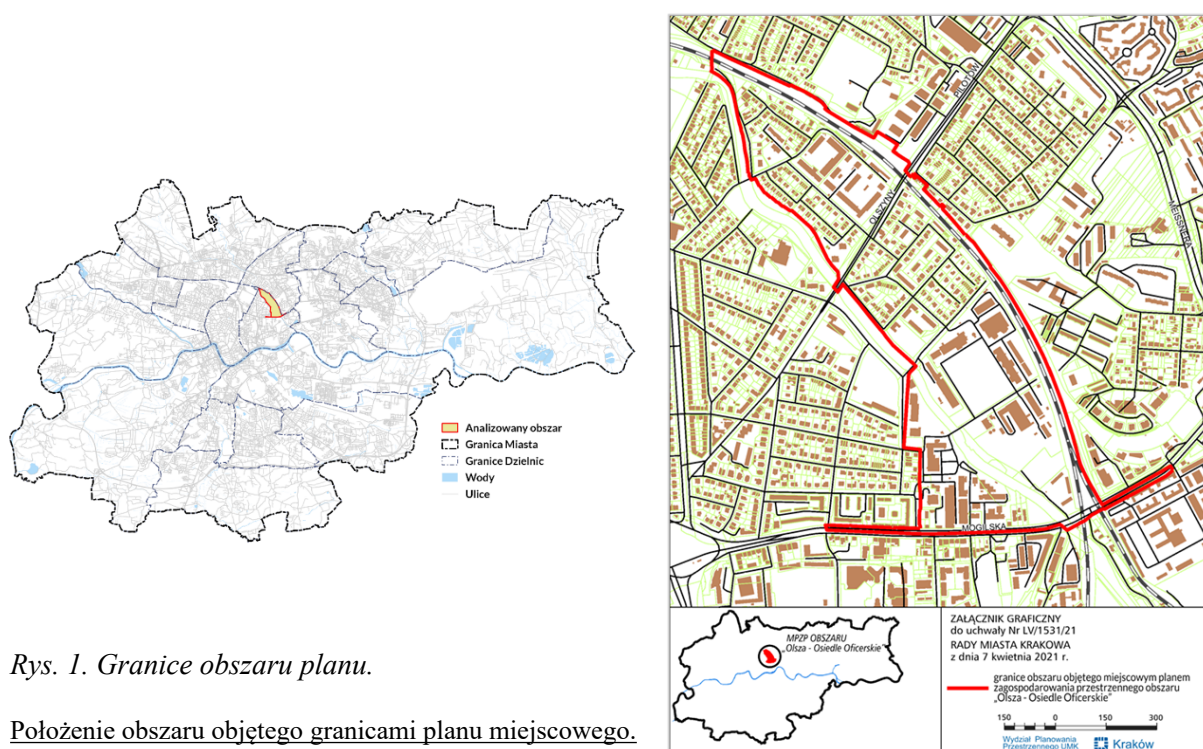 Analizowany obszar
Granica Miasta
Granice Dzielnic
Wody
Ulice
Rys. 1. Granice obszaru planu.
Położenie obszaru objętego granicami planu miejscowego.
PILOTÓW
OLSZYNY
MEISSNERA
MOGILSKA
MPZP OBSZARU
„Olsza - Osiedle Oficerskie"
ZAŁĄCZNIK GRAFICZNY
do uchwały Nr LV/1531/21
RADY MIASTA KRAKOWA
z dnia 7 kwietnia 2021 r.
granice obszaru objętego miejscowym planem
zagospodarowania przestrzennego obszaru
„Olsza - Osiedle Oficerskie"
150 0 150 300
Wydział Planowania
Przestrzennego UMK
Kraków